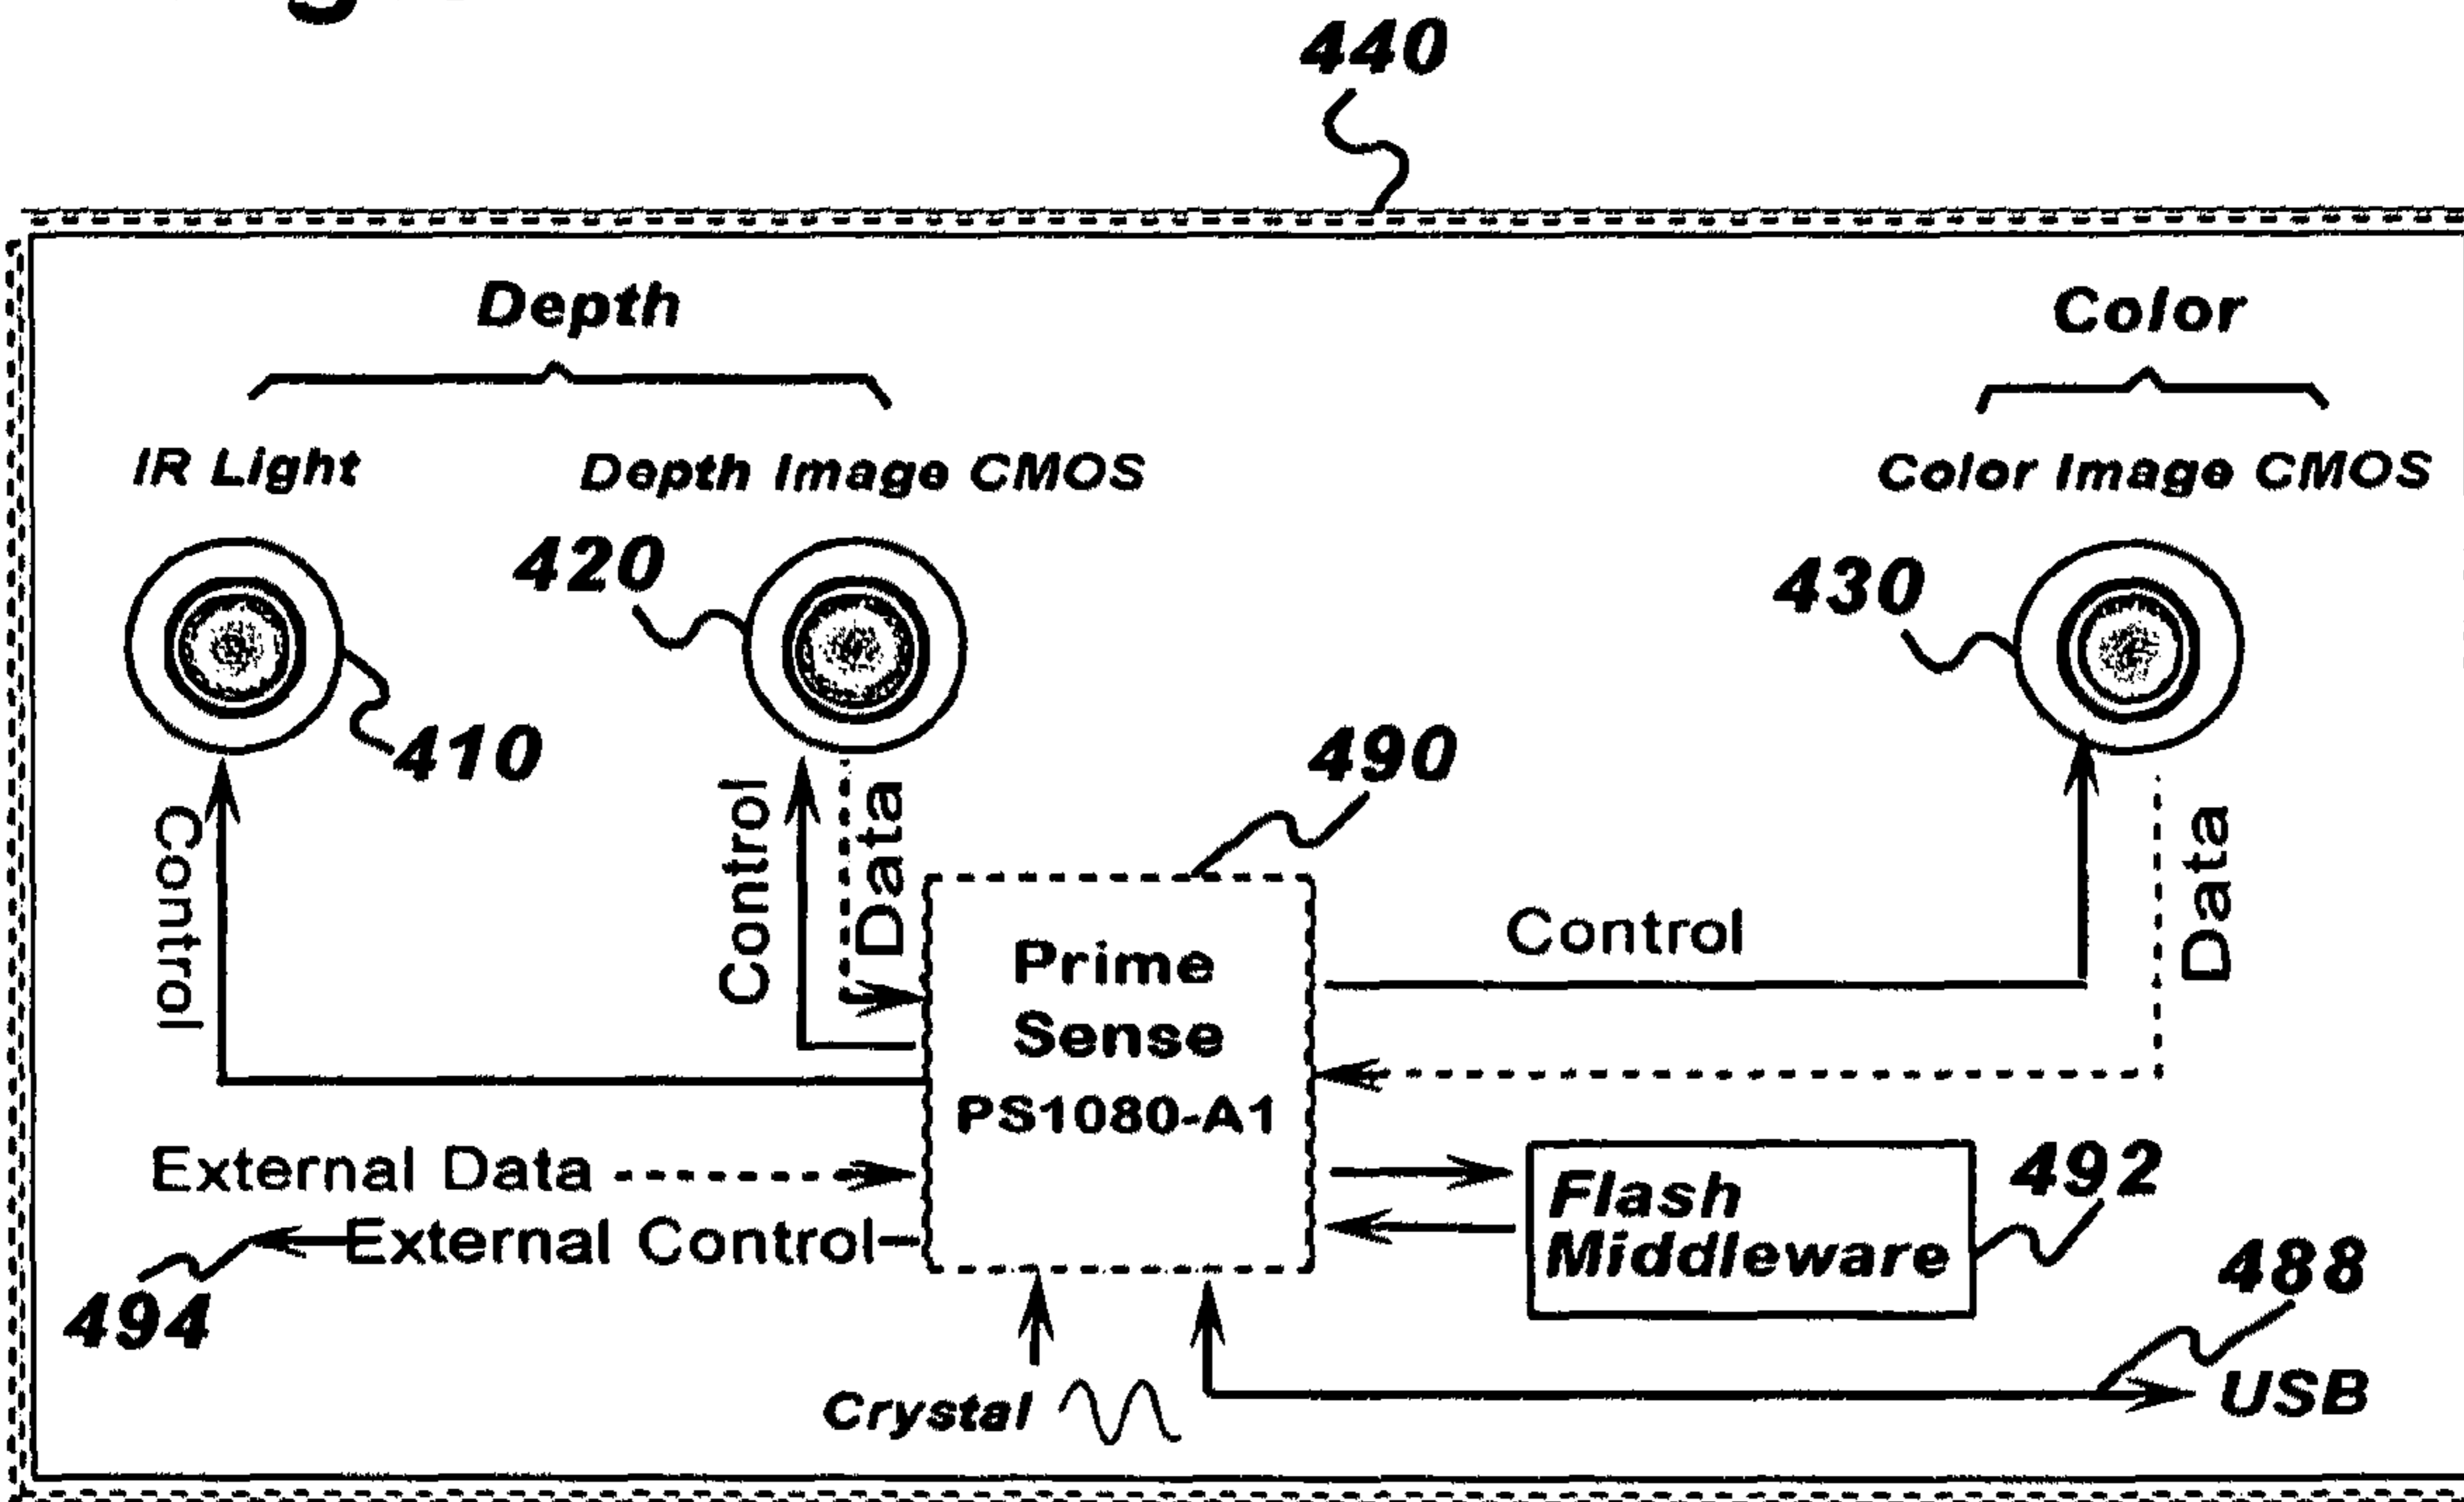 440
Depth
Color
IR Light
Depth Image CMOS
Color Image CMOS
420
430
410
490
Control
Control
Data
Control
Data
Prime
Sense
PS1080-A1
External Data
External Control
494
Flash
Middleware
492
488
Crystal
USB